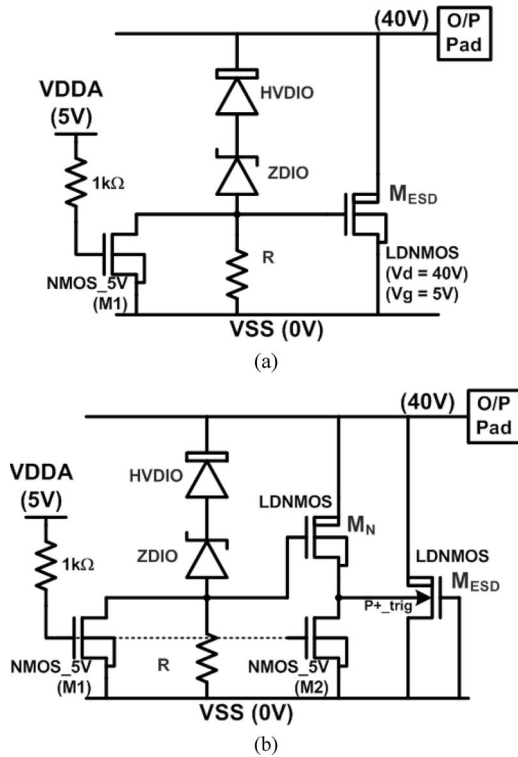 (40V)
O/P
Pad
VDDA
(5V)
HVDIO
1kΩ
ZDIO
MESD
R
NMOS_5V
(M1)
LDNMOS
(Vd = 40V)
(Vg = 5V)
VSS (0V)
(a)
(40V)
O/P
Pad
VDDA
(5V)
HVDIO
LDNMOS
MN
1kΩ
ZDIO
LDNMOS
MESD
P+_trig
NMOS_5V
(M1)
R
NMOS_5V
(M2)
VSS (0V)
(b)